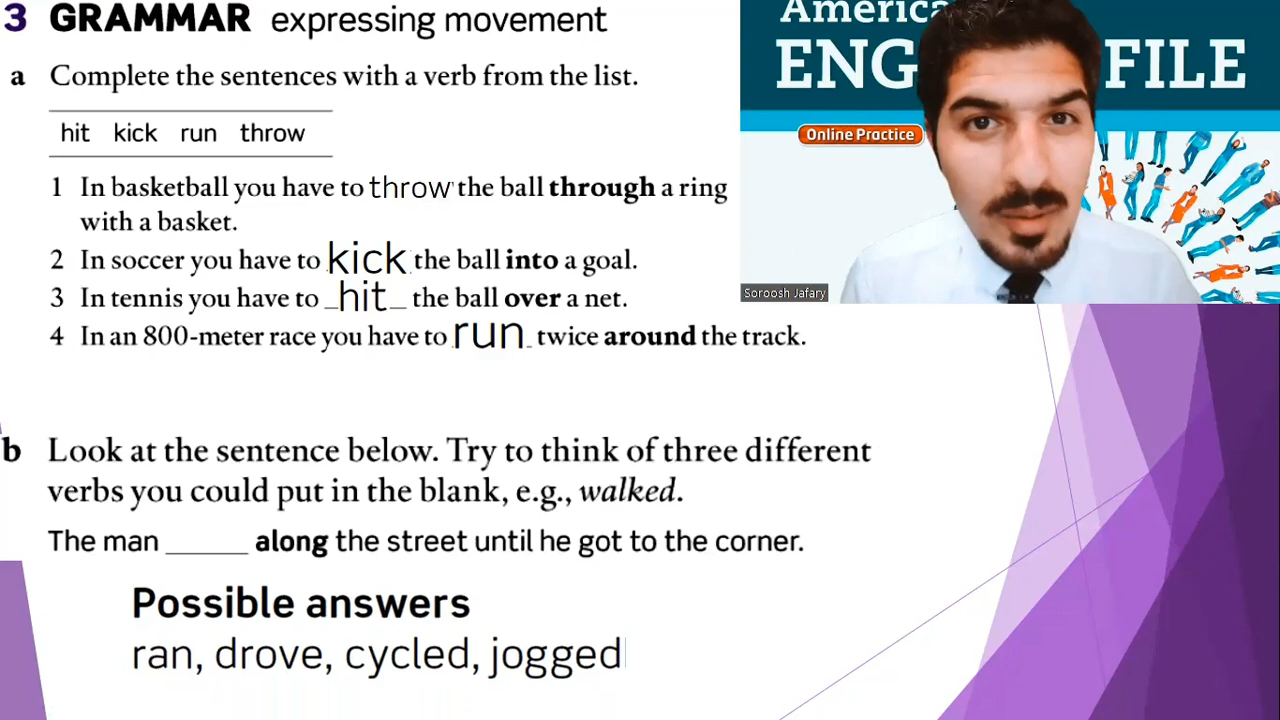 3 GRAMMAR expressing movement
a Complete the sentences with a verb from the list.
hit kick run throw
1 In basketball you have to throw the ball through a ring
with a basket.
2 In soccer you have to kick the ball into a goal.
3 In tennis you have to _hit_ the ball over a net.
4 In an 800-meter race you have to run twice around the track.
b Look at the sentence below. Try to think of three different
verbs you could put in the blank, e.g., walked.
The man ______ along the street until he got to the corner.
Possible answers
ran, drove, cycled, jogged
America
ENG FILE
Online Practice
Soroosh Jafary